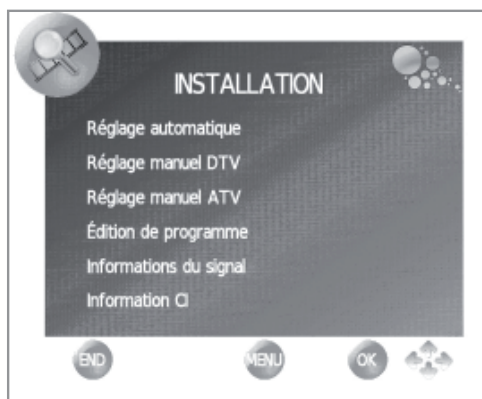 INSTALLATION
Réglage automatique
Réglage manuel DTV
Réglage manuel ATV
Édition de programme
Informations du signal
Information CI
END MENU OK